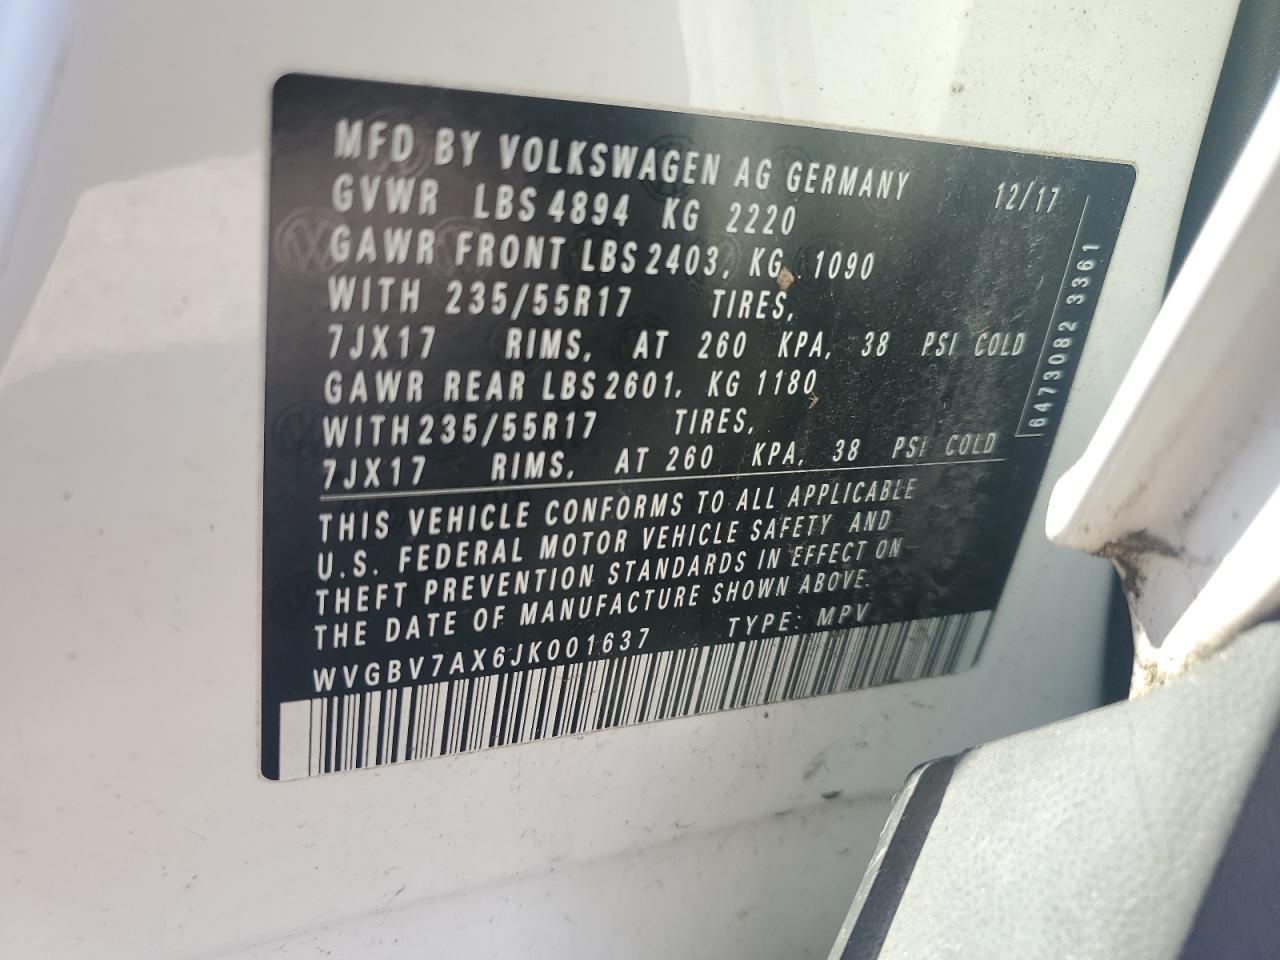 MFD BY VOLKSWAGEN AG GERMANY 12/17
GVWR LBS 4894 KG 2220
GAWR FRONT LBS 2403, KG 1090
WITH 235/55R17 TIRES,
7JX17 RIMS, AT 260 KPA, 38 PSI COLD
GAWR REAR LBS 2601, KG 1180
WITH 235/55R17 TIRES,
7JX17 RIMS, AT 260 KPA, 38 PSI COLD
THIS VEHICLE CONFORMS TO ALL APPLICABLE
U.S. FEDERAL MOTOR VEHICLE SAFETY AND
THEFT PREVENTION STANDARDS IN EFFECT ON
THE DATE OF MANUFACTURE SHOWN ABOVE.
WVGBV7AX6JK001637 TYPE: MPV
6473082 3361